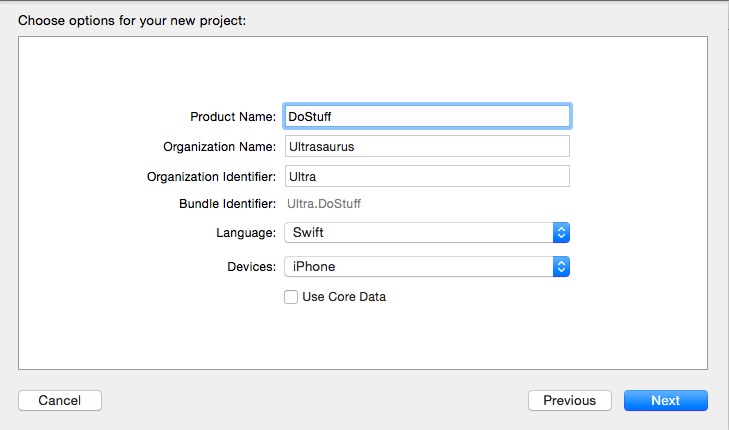 Choose options for your new project:
Product Name: DoStuff
Organization Name: Ultrasaurus
Organization Identifier: Ultra
Bundle Identifier: Ultra.DoStuff
Language: Swift
Devices: iPhone
Use Core Data
Cancel Previous Next